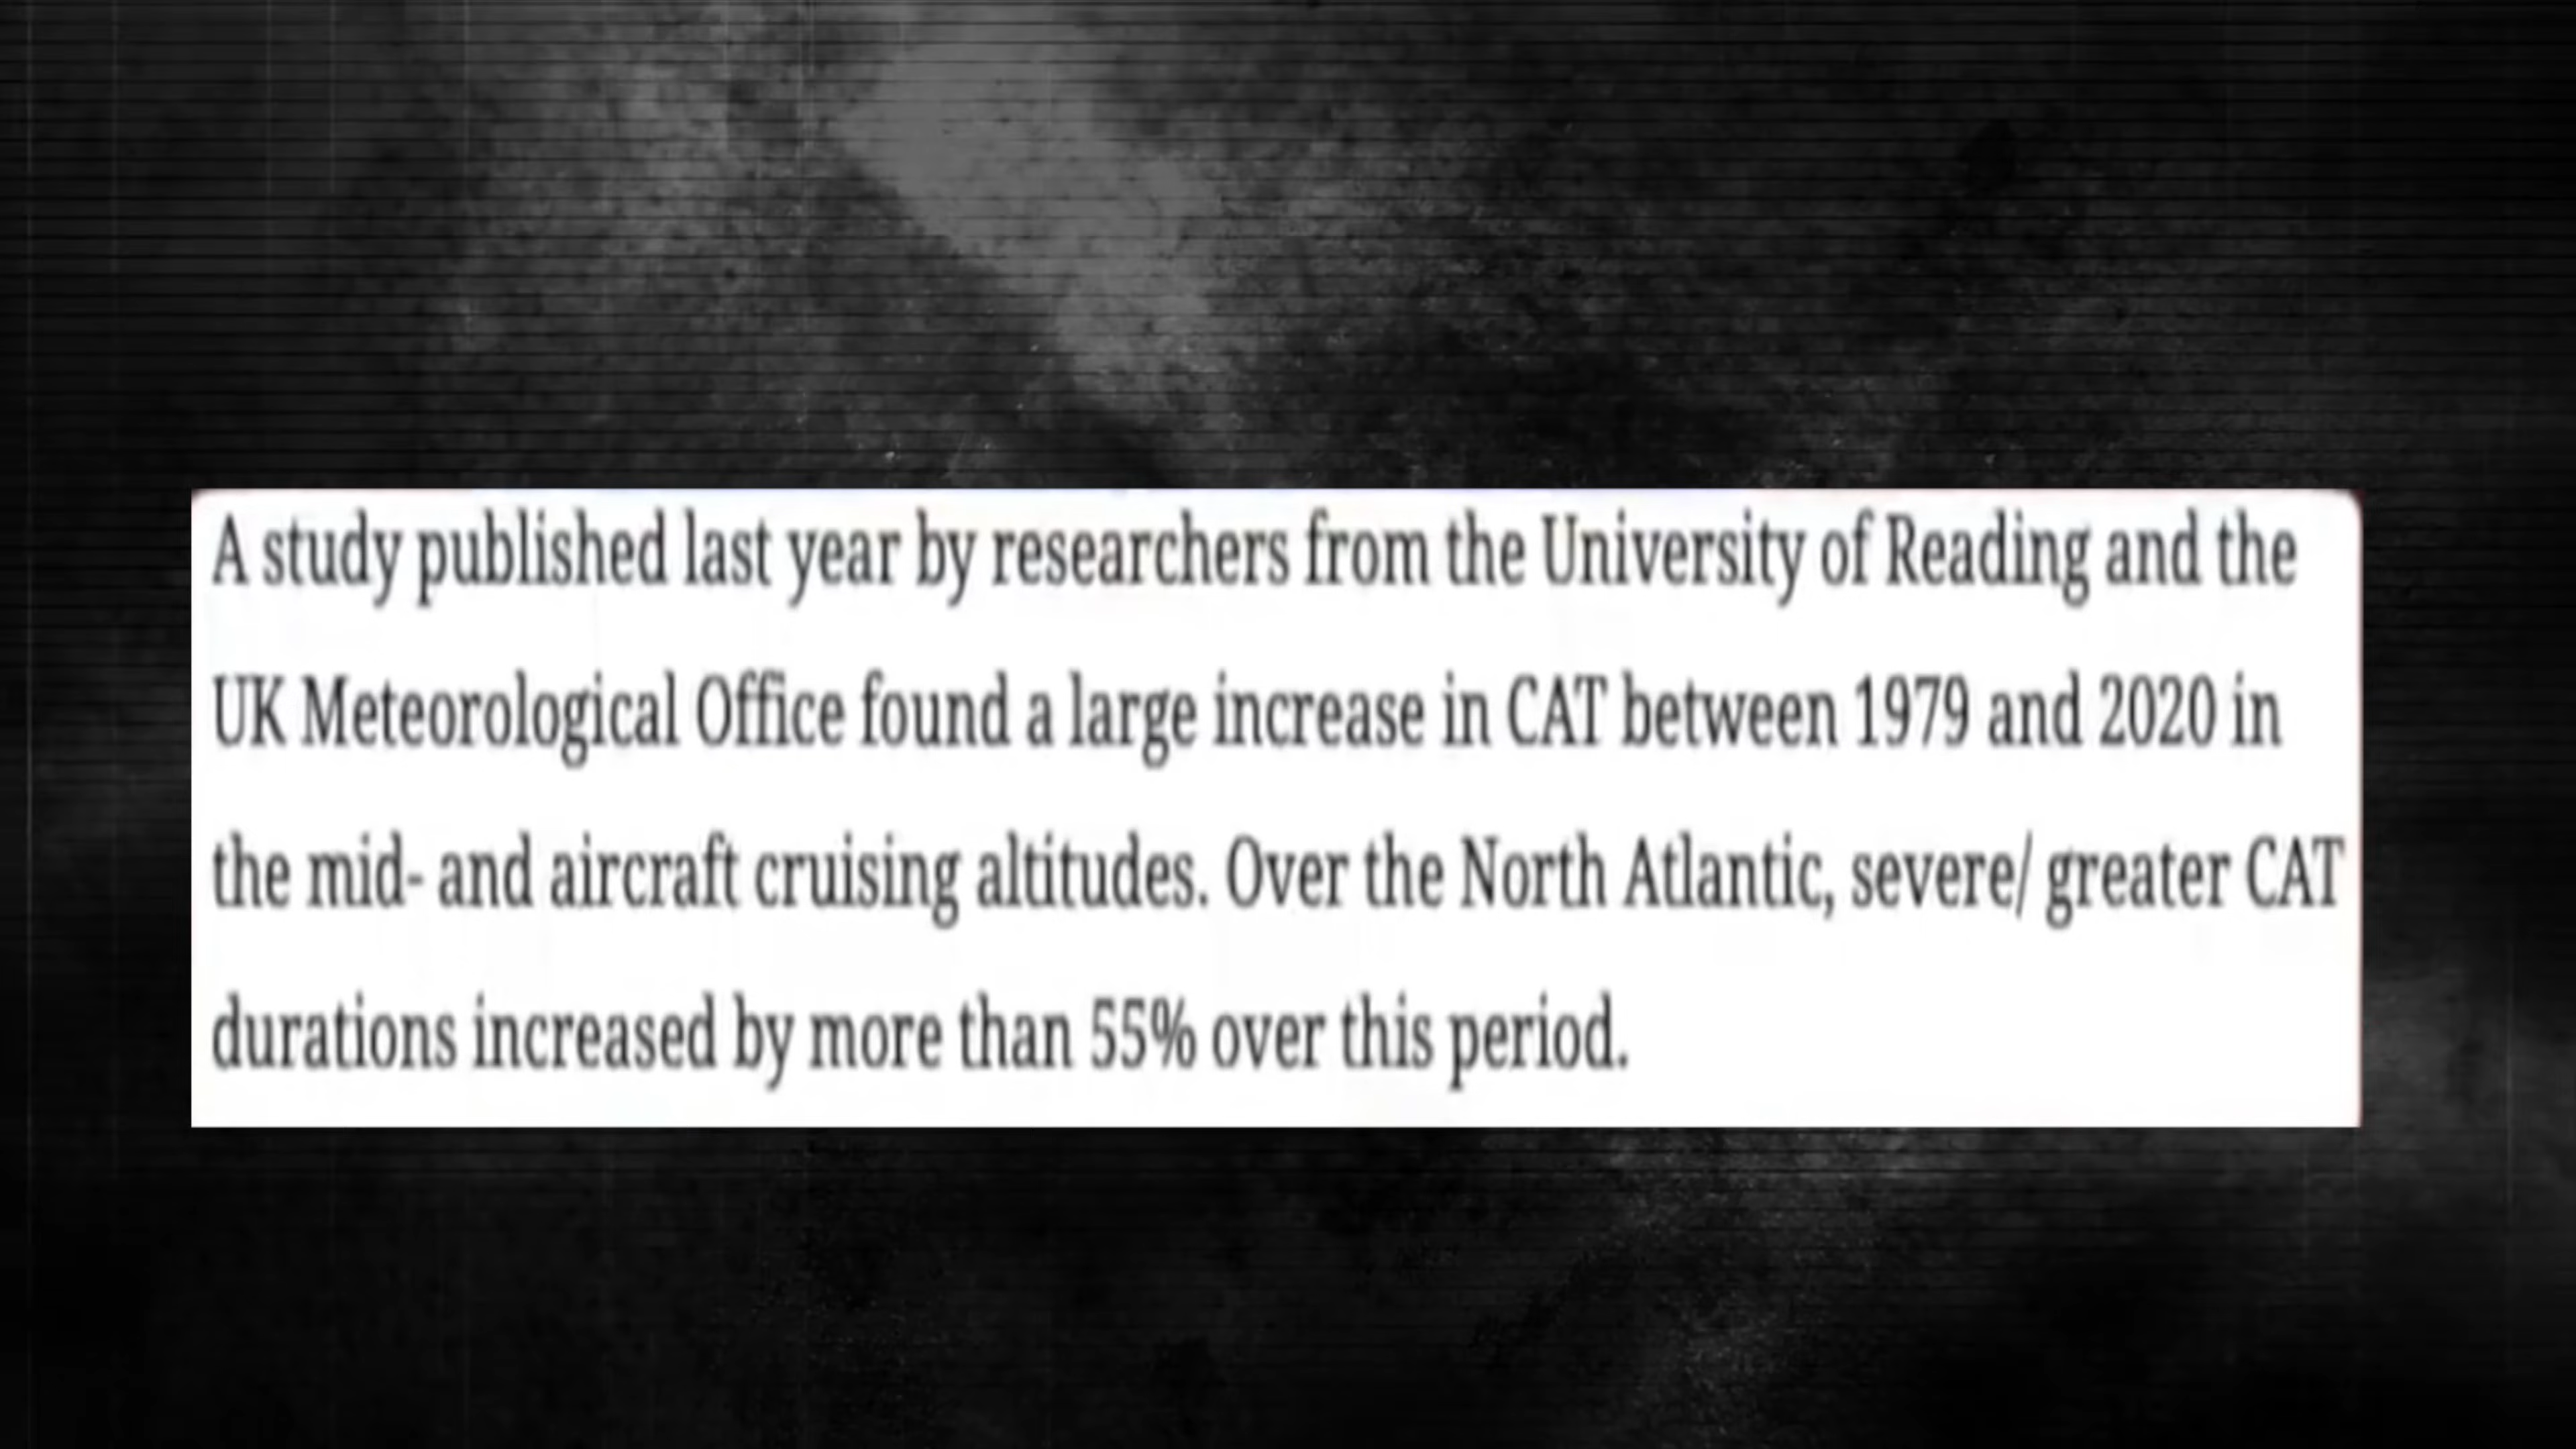 A study published last year by researchers from the University of Reading and the
UK Meteorological Office found a large increase in CAT between 1979 and 2020 in
the mid- and aircraft cruising altitudes. Over the North Atlantic, severe/ greater CAT
durations increased by more than 55% over this period.